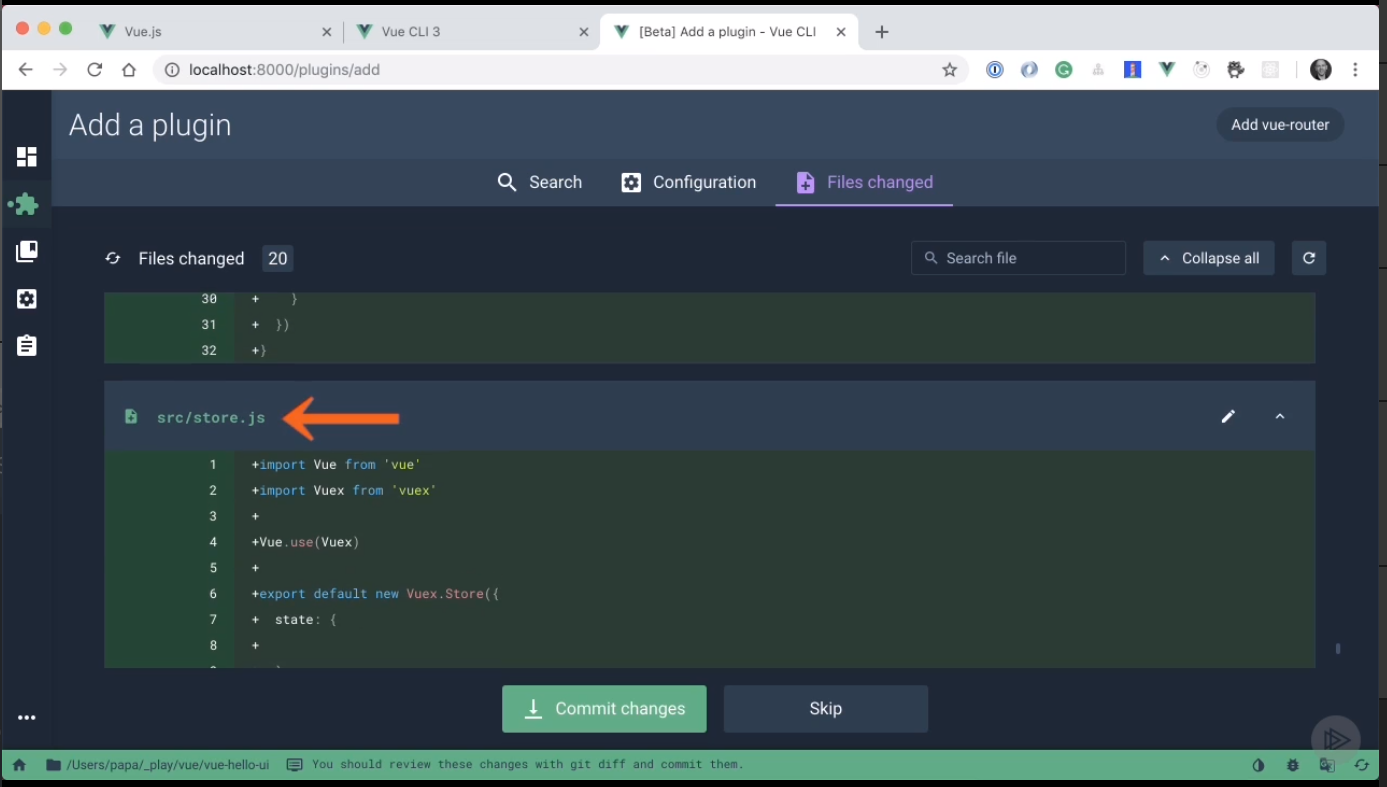 Vue.js
Vue CLI 3
[Beta] Add a plugin - Vue CLI
localhost:8000/plugins/add
Add a plugin
Add vue-router
Search
Configuration
Files changed
Files changed 20
Search file
Collapse all
30 + }
31 + })
32 +}
src/store.js
1 +import Vue from 'vue'
2 +import Vuex from 'vuex'
3 +
4 +Vue.use(Vuex)
5 +
6 +export default new Vuex.Store({
7 + state: {
8 +
Commit changes
Skip
/Users/papa/_play/vue/vue-hello-ui
You should review these changes with git diff and commit them.